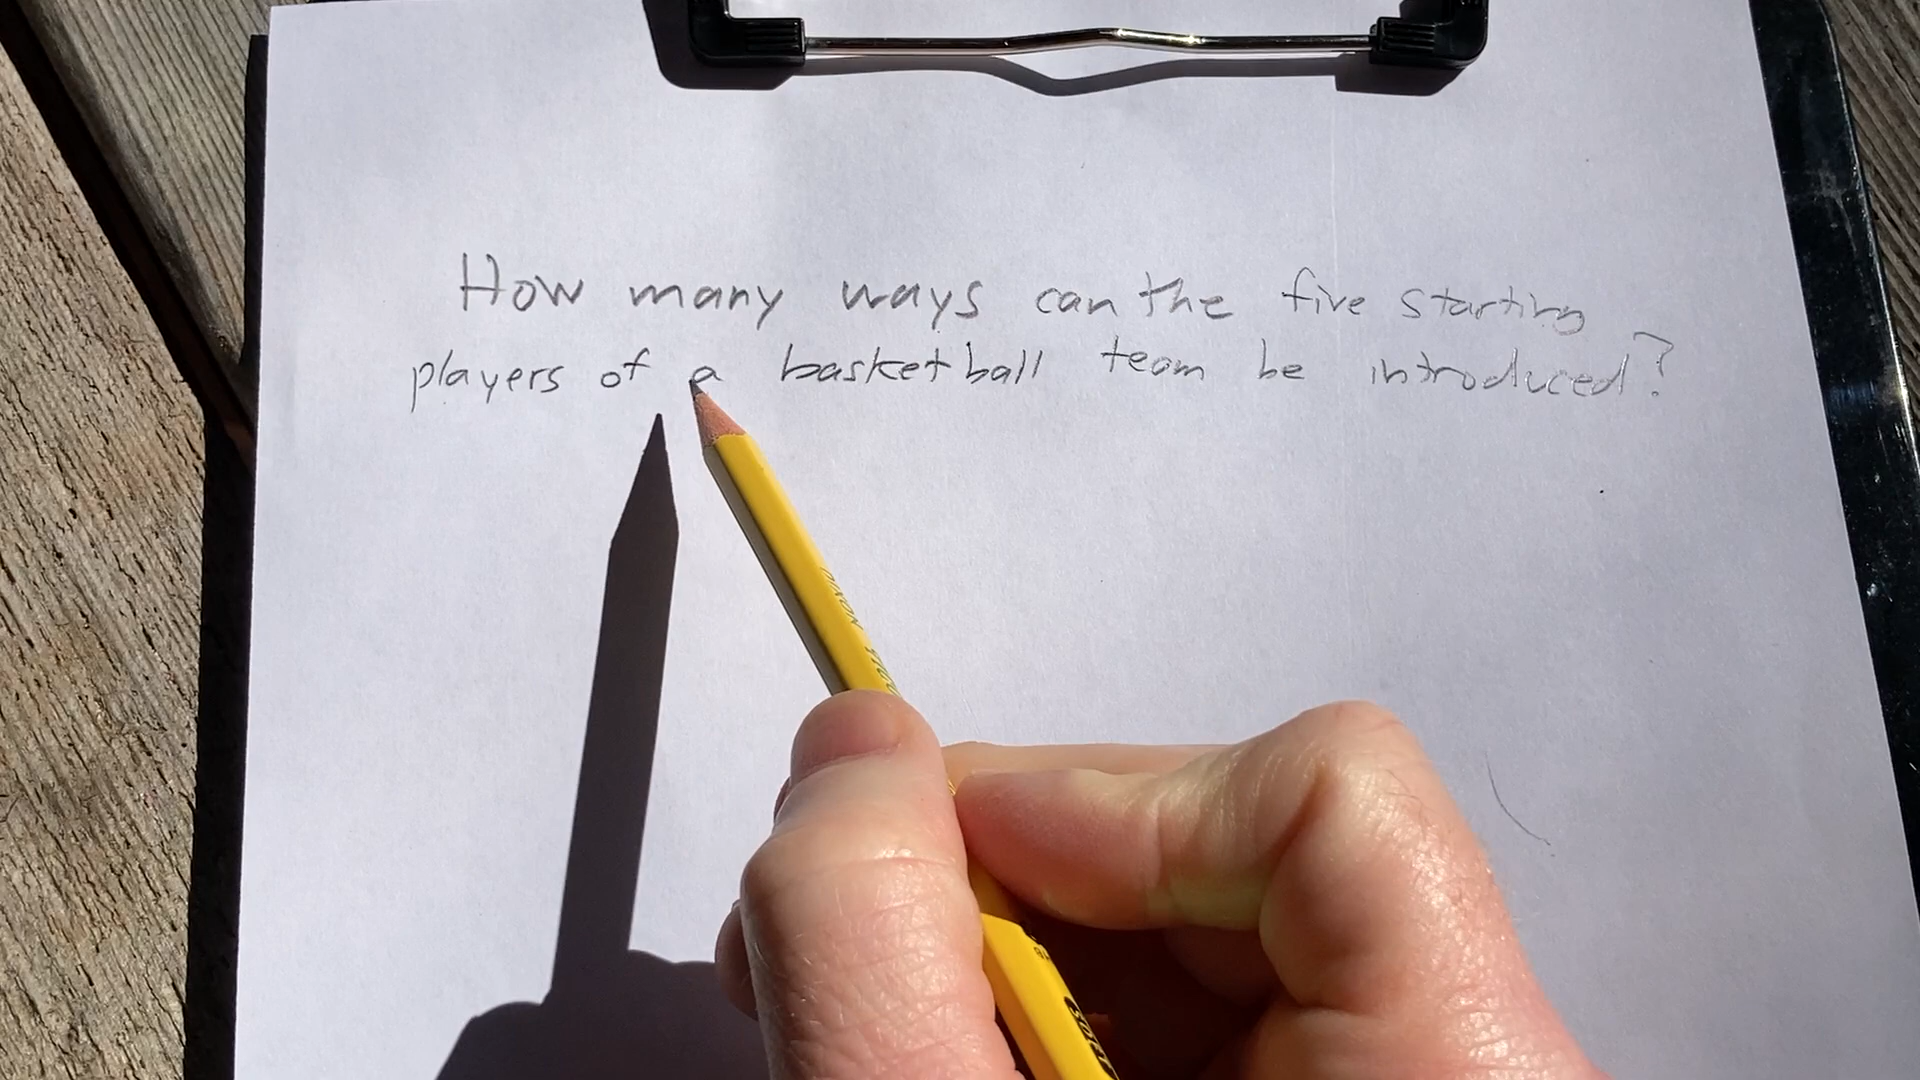 How many ways can the five starting
players of a basketball team be introduced?